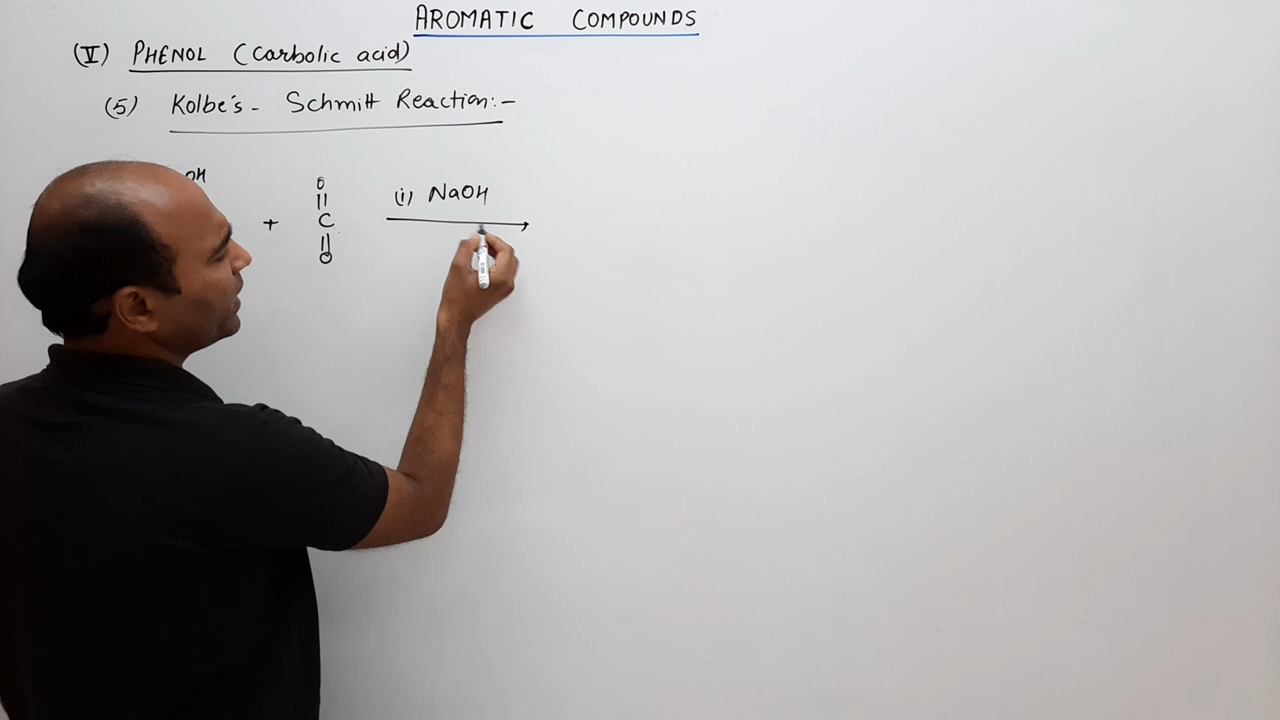 AROMATIC COMPOUNDS
(V) PHENOL (Carbolic acid)
(5) Kolbe's - Schmitt Reaction:-
OH
+
O
||
C
||
O
(i) NaOH